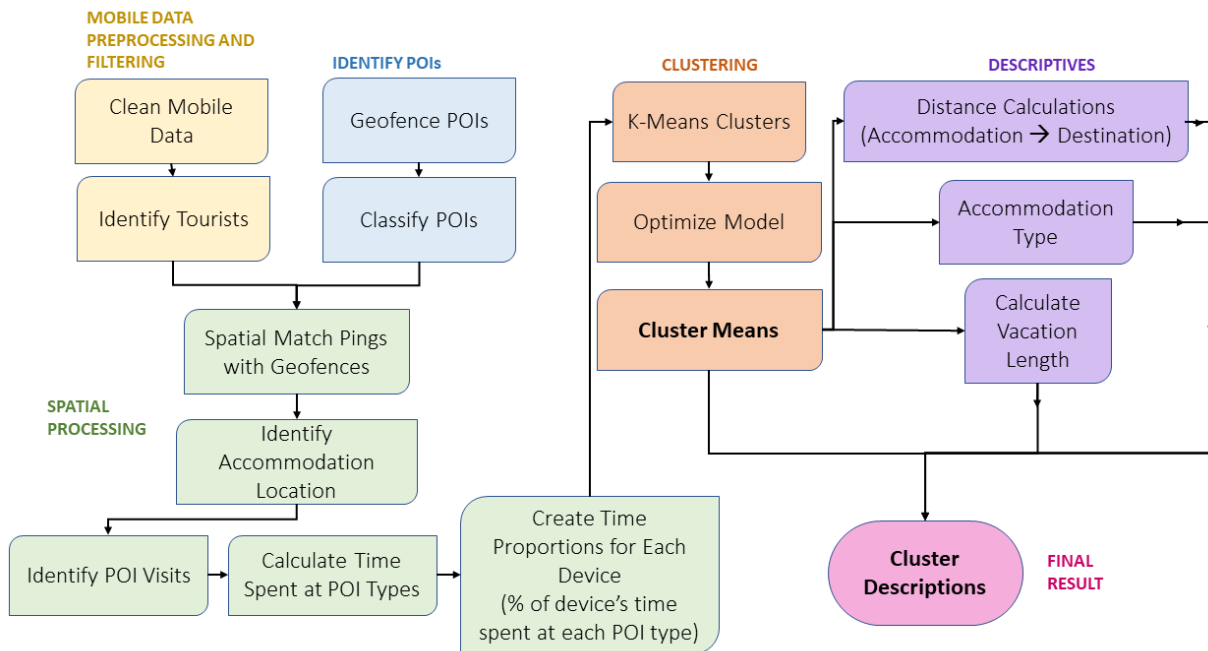 MOBILE DATA
PREPROCESSING AND
FILTERING
Clean Mobile
Data
Identify Tourists
IDENTIFY POIs
Geofence POIs
Classify POIs
Spatial Match Pings
with Geofences
SPATIAL
PROCESSING
Identify
Accommodation
Location
Identify POI Visits
Calculate Time
Spent at POI Types
Create Time
Proportions for Each
Device
(% of device's time
spent at each POI type)
CLUSTERING
K-Means Clusters
Optimize Model
Cluster Means
DESCRIPTIVES
Distance Calculations
(Accommodation → Destination)
Accommodation
Type
Calculate
Vacation
Length
Cluster
Descriptions
FINAL
RESULT